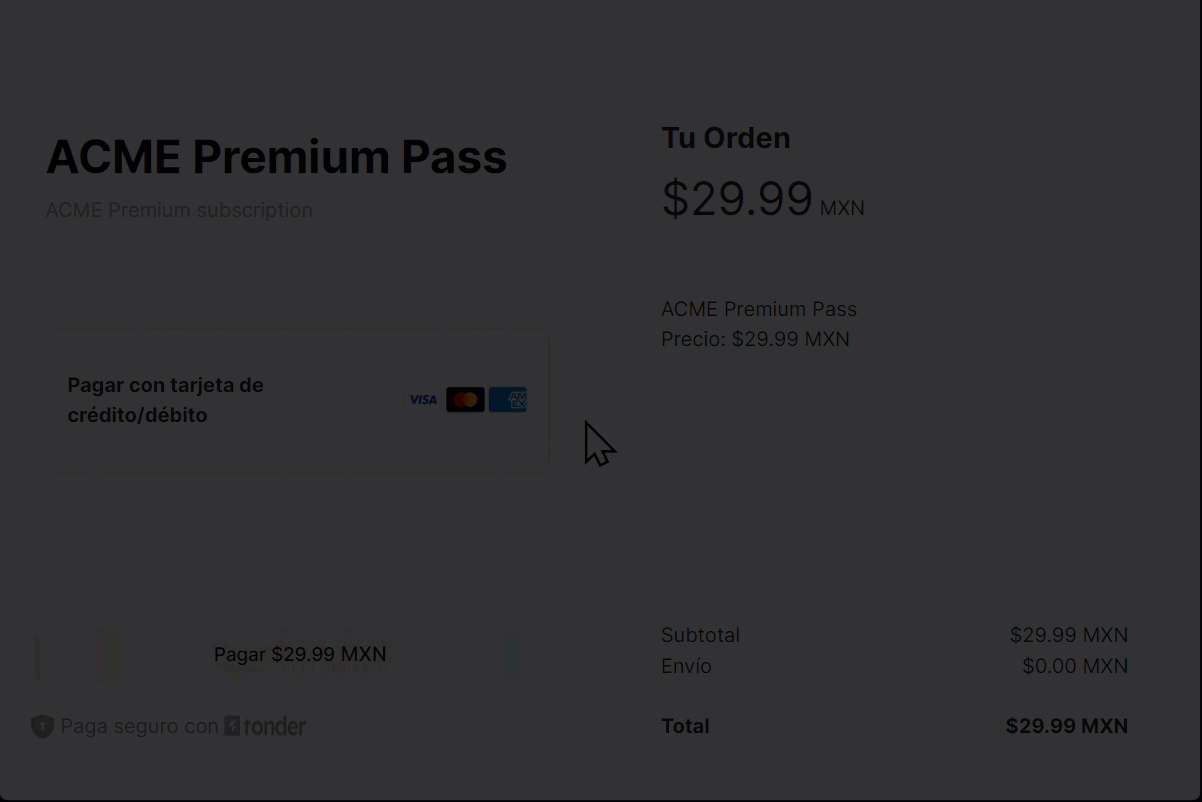 ACME Premium Pass
ACME Premium subscription
Pagar con tarjeta de
crédito/débito
VISA
AM
EX
Pagar $29.99 MXN
Paga seguro con tonder
Tu Orden
$29.99 MXN
ACME Premium Pass
Precio: $29.99 MXN
Subtotal $29.99 MXN
Envío $0.00 MXN
Total $29.99 MXN